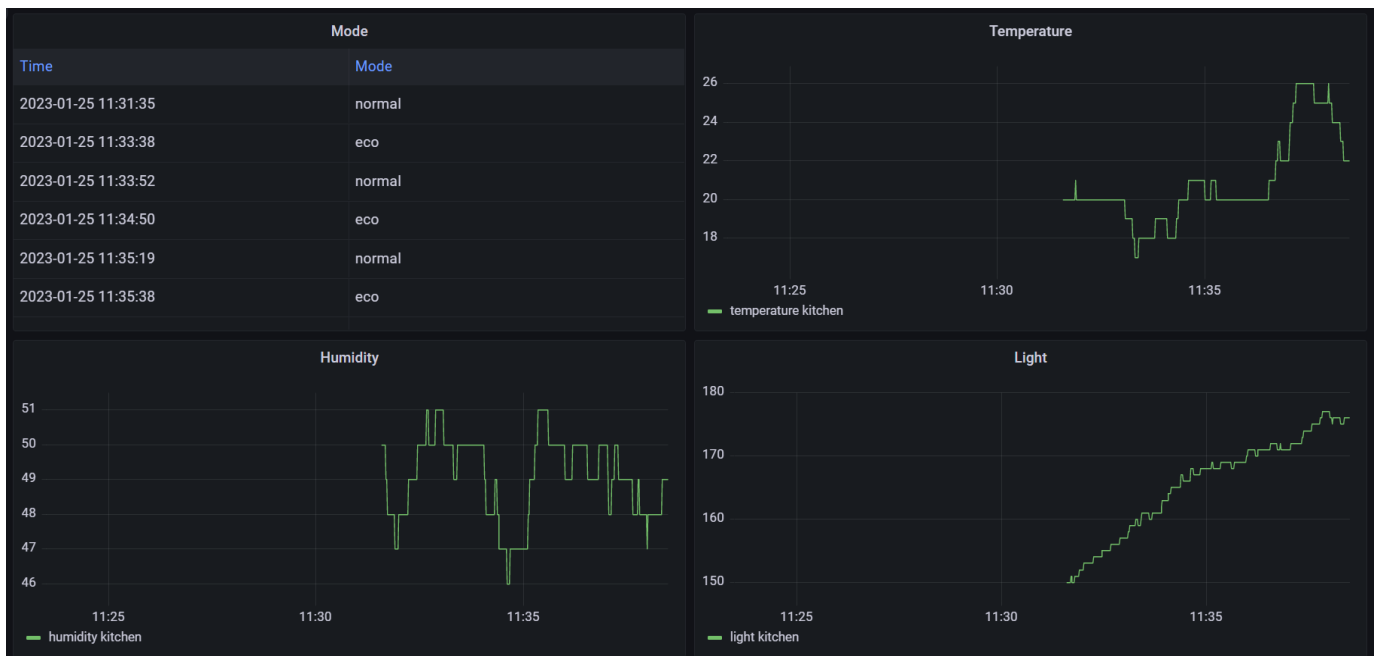 Mode
Time Mode
2023-01-25 11:31:35 normal
2023-01-25 11:33:38 eco
2023-01-25 11:33:52 normal
2023-01-25 11:34:50 eco
2023-01-25 11:35:19 normal
2023-01-25 11:35:38 eco
Temperature
26
24
22
20
18
11:25 11:30 11:35
temperature kitchen
Humidity
51
50
49
48
47
46
11:25 11:30 11:35
humidity kitchen
Light
180
170
160
150
11:25 11:30 11:35
light kitchen